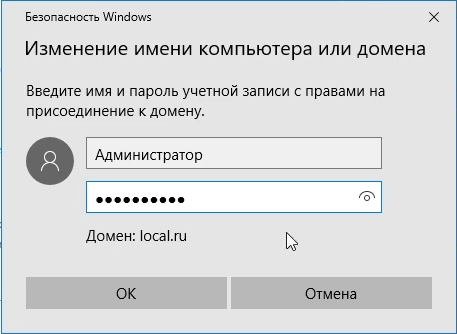 Безопасность Windows
Изменение имени компьютера или домена
Введите имя и пароль учетной записи с правами на
присоединение к домену.
Администратор
●●●●●●●●●●
Домен: local.ru
ОК
Отмена